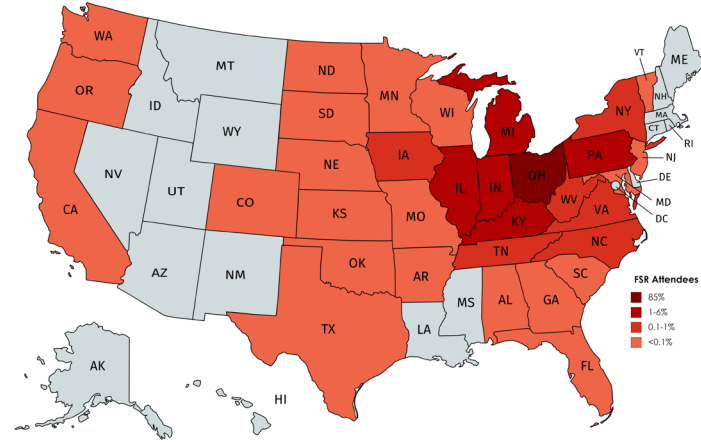 WA
MT
ND
MN
VT
ME
OR
ID
SD
WI
NH
NY
MA
WY
MI
CT
RI
NE
IA
PA
NJ
NV
UT
IL
IN
OH
DE
CA
CO
KS
MO
WV
VA
MD
KY
DC
AZ
NM
OK
AR
TN
NC
SC
TX
LA
MS
AL
GA
FL
AK
HI
FSR Attendees
85%
1-6%
0.1-1%
<0.1%